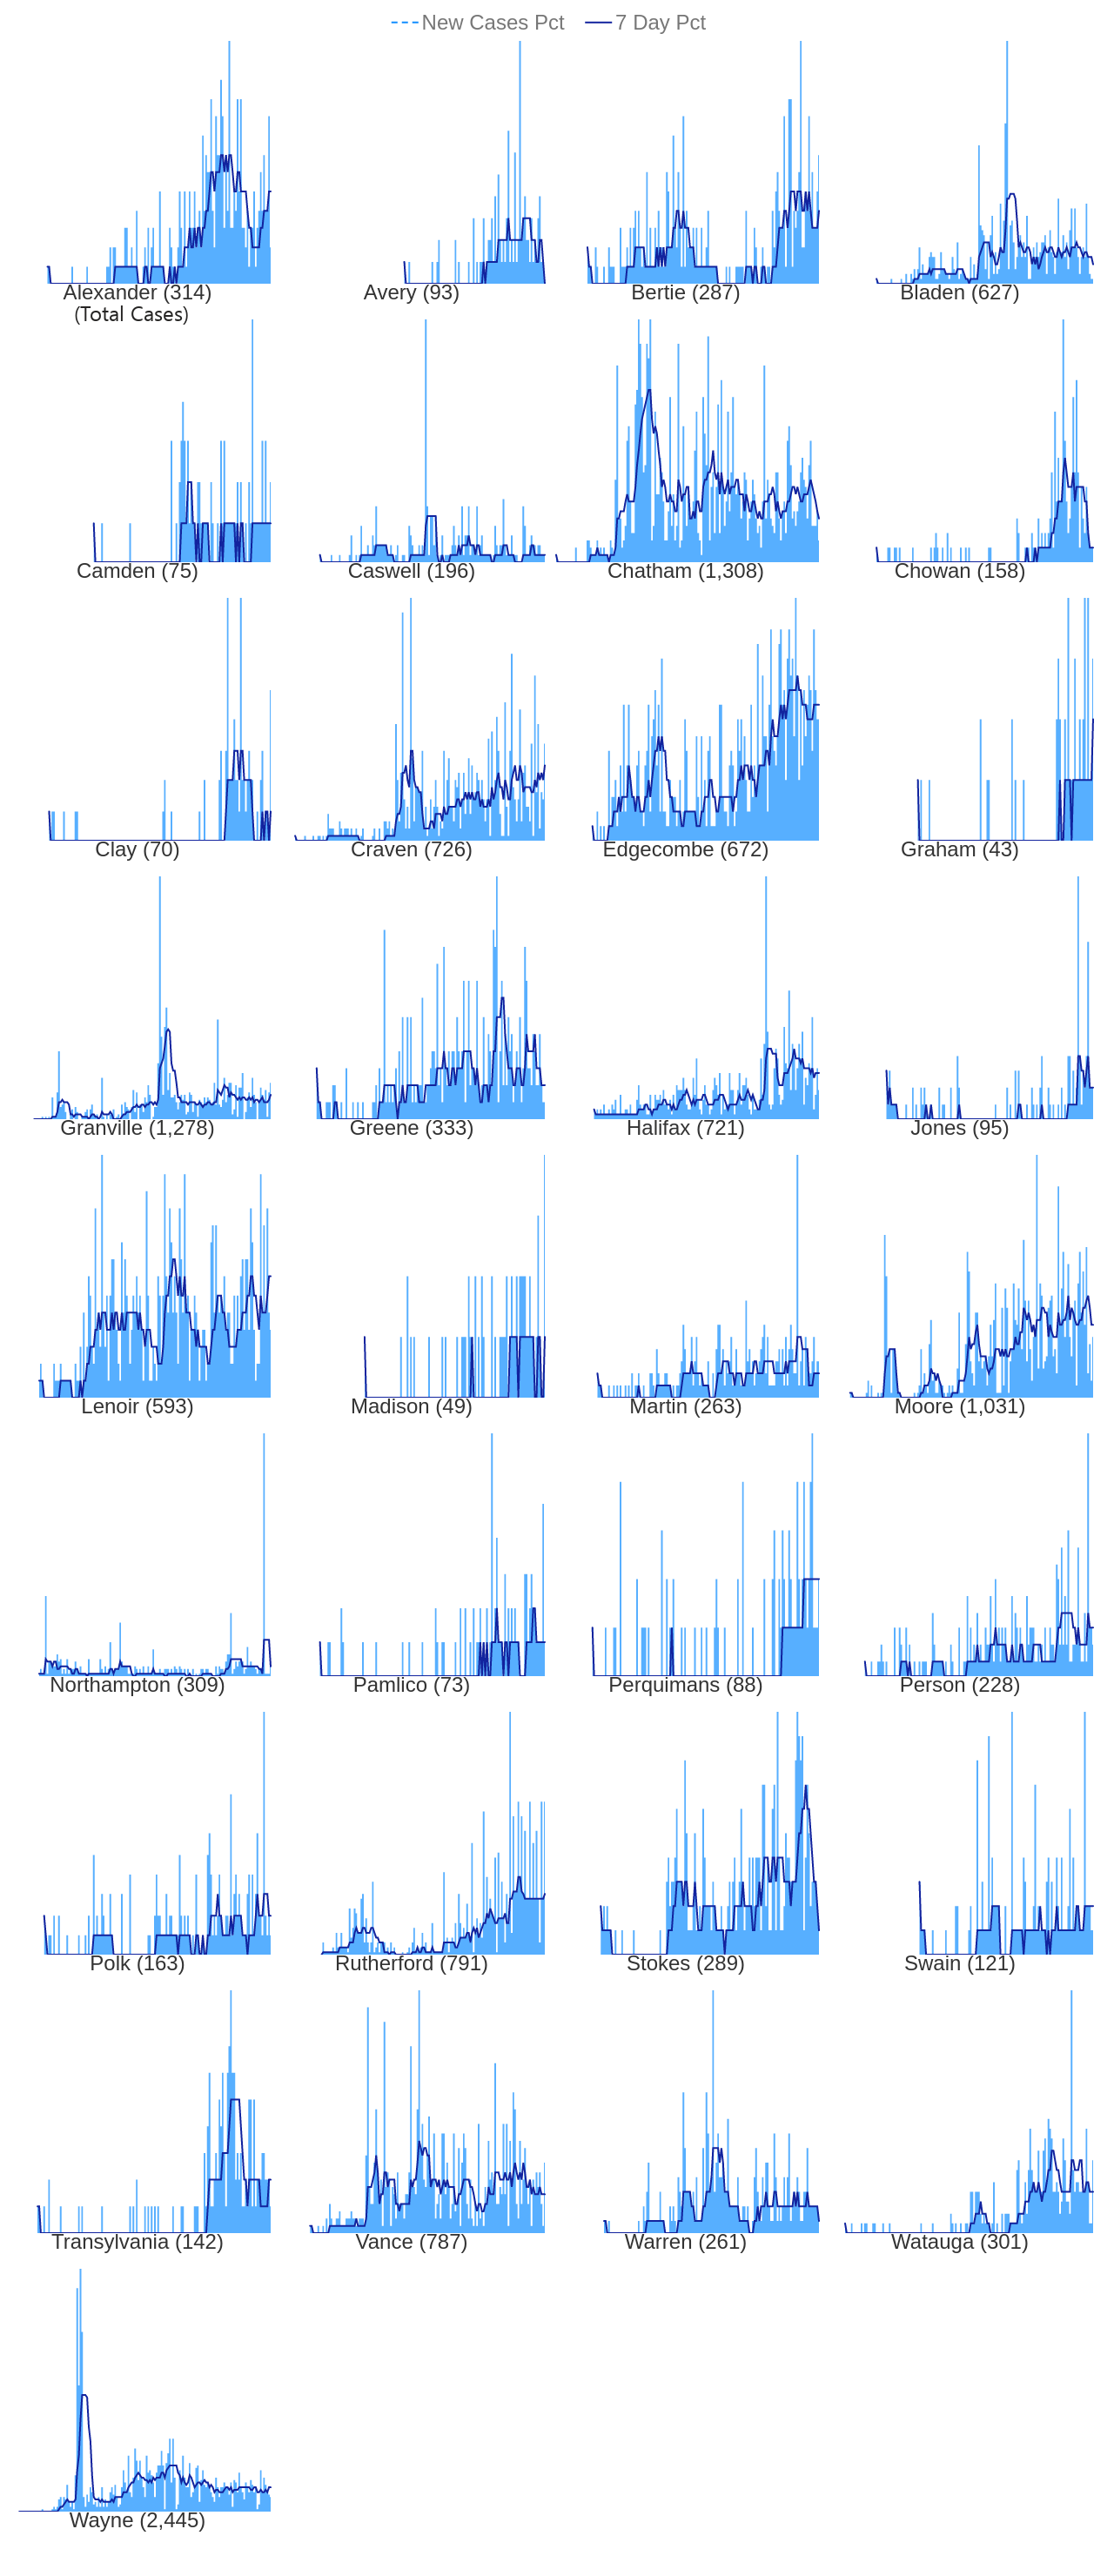 New Cases Pct 7 Day Pct
Alexander (314) Avery (93) Bertie (287) Bladen (627)
(Total Cases)
Camden (75) Caswell (196) Chatham (1,308) Chowan (158)
Clay (70) Craven (726) Edgecombe (672) Graham (43)
Granville (1,278) Greene (333) Halifax (721) Jones (95)
Lenoir (593) Madison (49) Martin (263) Moore (1,031)
Northampton (309) Pamlico (73) Perquimans (88) Person (228)
Polk (163) Rutherford (791) Stokes (289) Swain (121)
Transylvania (142) Vance (787) Warren (261) Watauga (301)
Wayne (2,445)